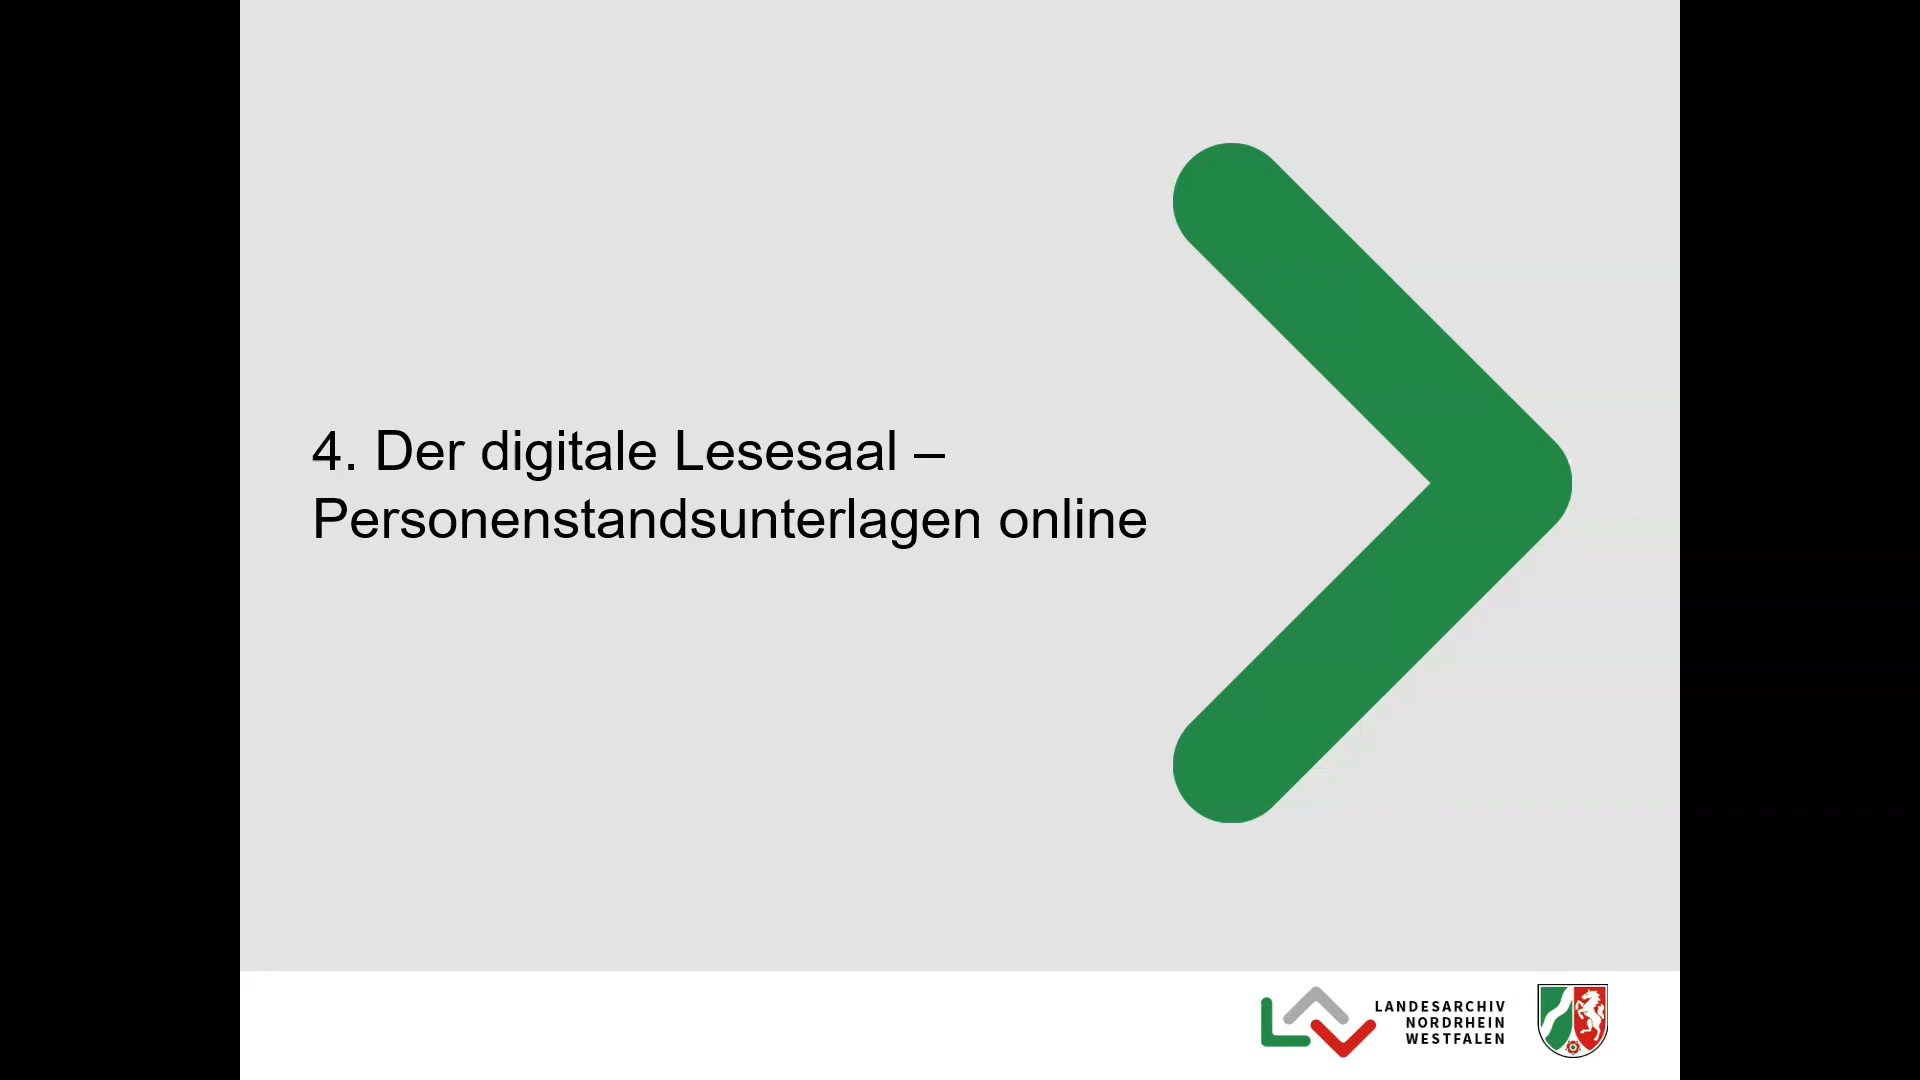 4. Der digitale Lesesaal –
Personenstandsunterlagen online
LANDESARCHIV
NORDRHEIN
WESTFALEN